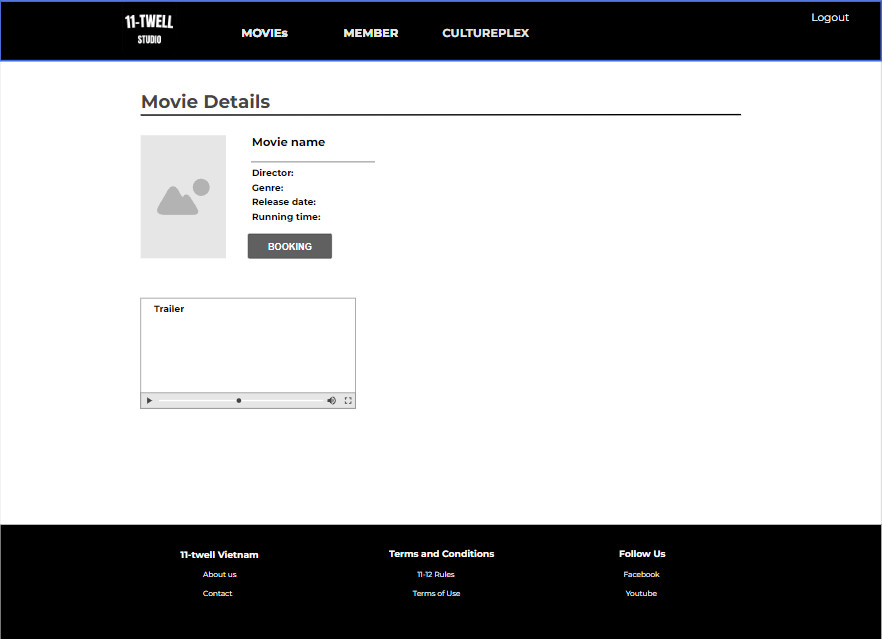 11-TWELL
STUDIO
MOVIEs
MEMBER
CULTUREPLEX
Logout
Movie Details
Movie name
Director:
Genre:
Release date:
Running time:
BOOKING
Trailer
11-twell Vietnam
About us
Contact
Terms and Conditions
11-12 Rules
Terms of Use
Follow Us
Facebook
Youtube